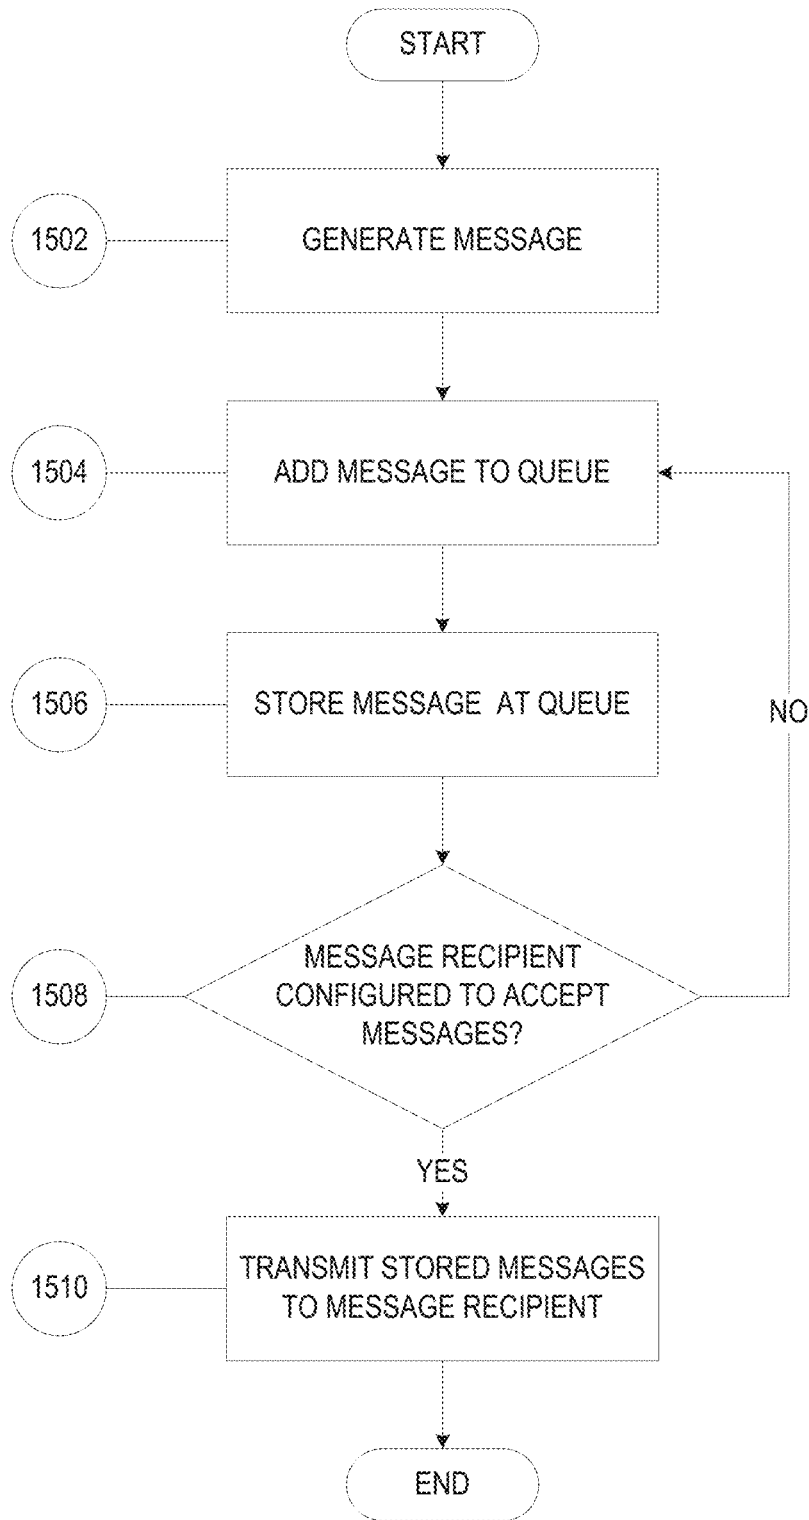 START
1502
GENERATE MESSAGE
1504
ADD MESSAGE TO QUEUE
1506
STORE MESSAGE AT QUEUE
NO
1508
MESSAGE RECIPIENT
CONFIGURED TO ACCEPT
MESSAGES?
YES
1510
TRANSMIT STORED MESSAGES
TO MESSAGE RECIPIENT
END